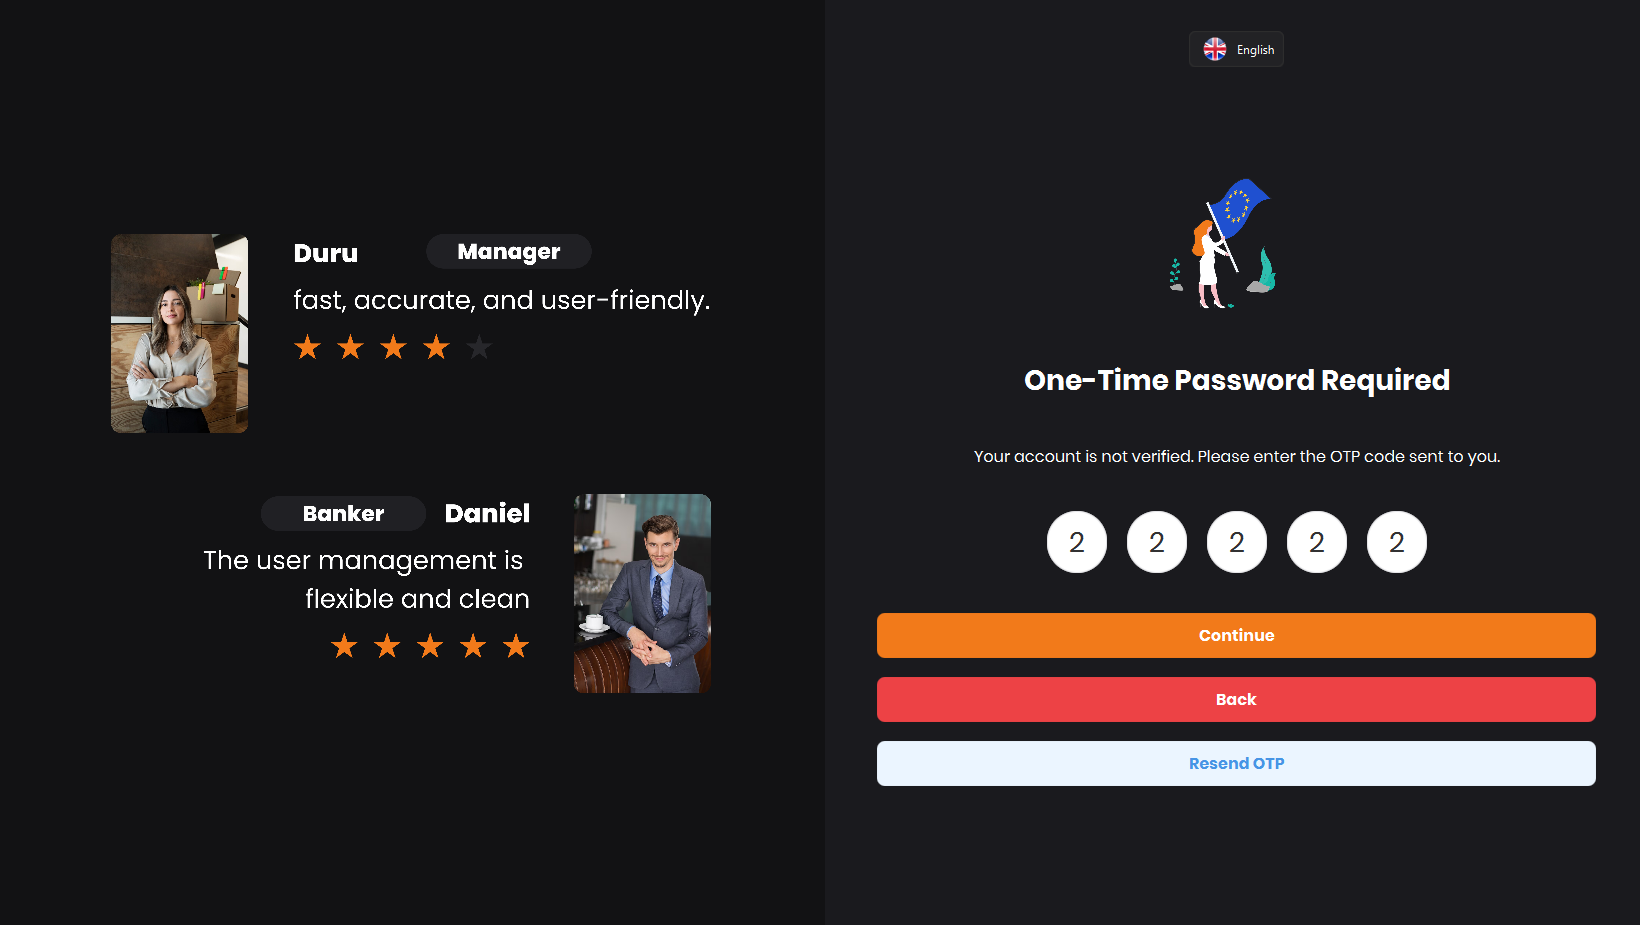 Duru
Manager
fast, accurate, and user-friendly.
Banker
Daniel
The user management is
flexible and clean
English
One-Time Password Required
Your account is not verified. Please enter the OTP code sent to you.
2 2 2 2 2
Continue
Back
Resend OTP